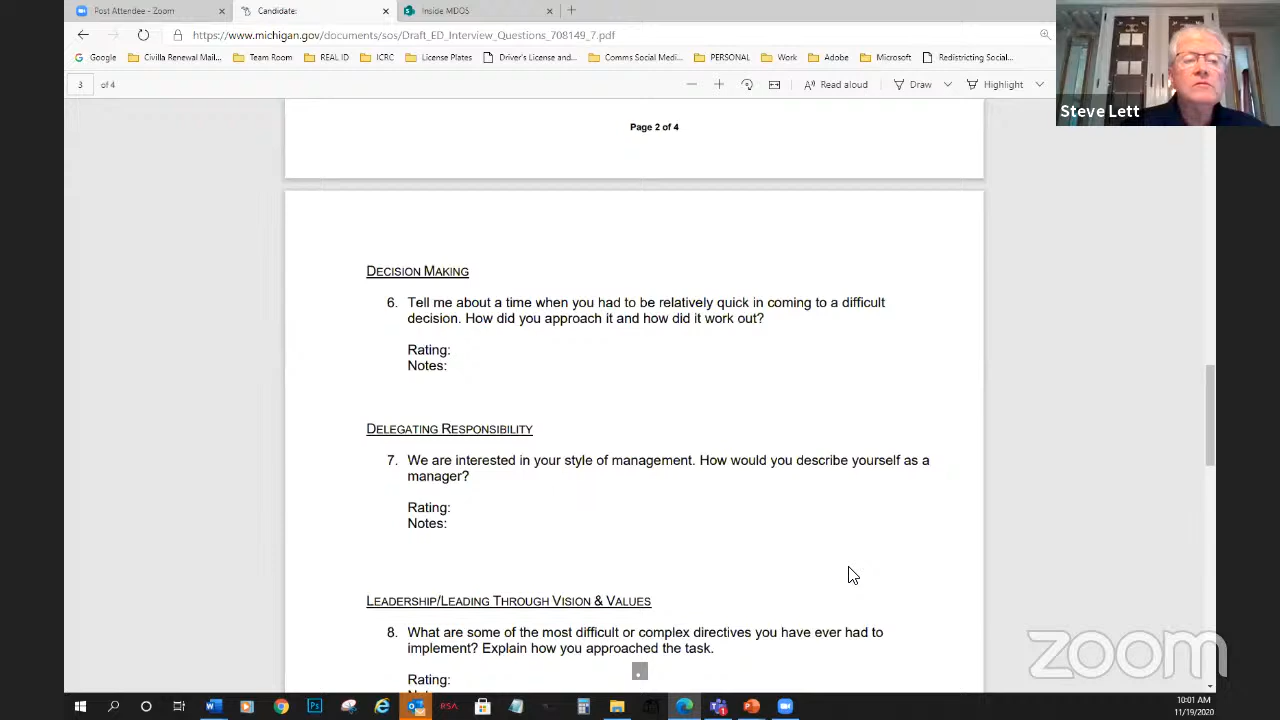 Post Attendee - Zoom
Candidate:
Inside MDOS
https://www.michigan.gov/documents/sos/Draft_ED_Interview_Questions_708149_7.pdf
Google
Civilla Renewal Mail...
Team Room
REAL ID
ICRC
License Plates
Driver's License and...
Comms Social Medi...
PERSONAL
Work
Adobe
Microsoft
Redistricting Social...
3 of 4
Read aloud
Draw
Highlight
Steve Lett
Page 2 of 4
DECISION MAKING
6. Tell me about a time when you had to be relatively quick in coming to a difficult
decision. How did you approach it and how did it work out?
Rating:
Notes:
DELEGATING RESPONSIBILITY
7. We are interested in your style of management. How would you describe yourself as a
manager?
Rating:
Notes:
LEADERSHIP/LEADING THROUGH VISION & VALUES
8. What are some of the most difficult or complex directives you have ever had to
implement? Explain how you approached the task.
Rating:
zoom
10:01 AM
11/19/2020